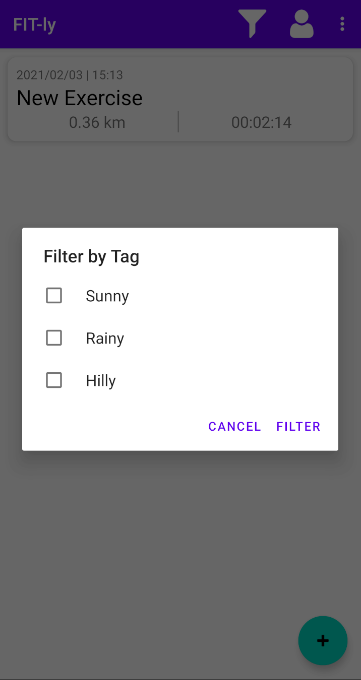 FIT-ly
2021/02/03 | 15:13
New Exercise
0.36 km 00:02:14
Filter by Tag
Sunny
Rainy
Hilly
CANCEL FILTER
+